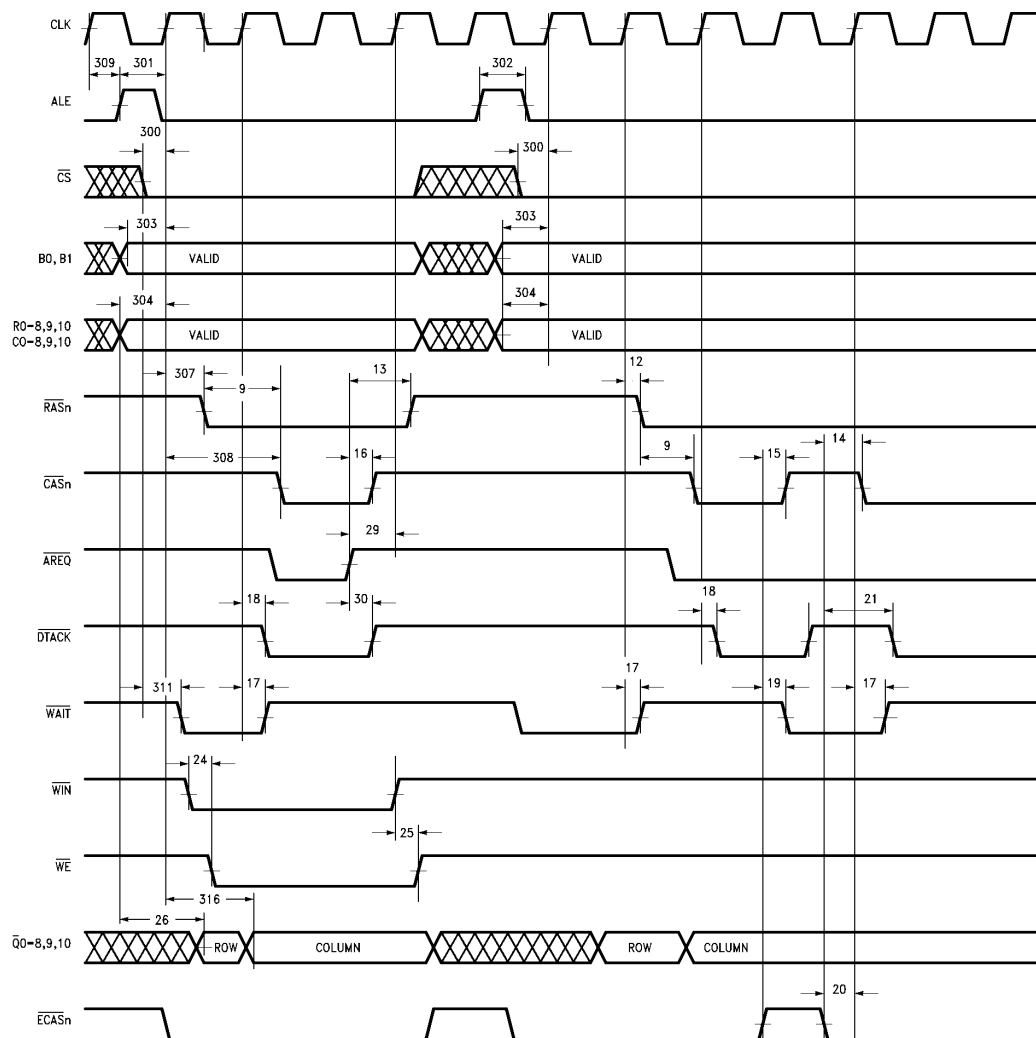 CLK
309 301 302
ALE
300 300
CS
303 303
B0, B1 VALID VALID
304 304
R0-8,9,10 VALID VALID
C0-8,9,10
307 9 13 12
RASn
308 16 9 15 14
CASn
29
AREQ
18 30 18 21
DTACK
311 17 17 19 17
WAIT
24
WIN
25
WE
316
26
Q0-8,9,10 ROW COLUMN ROW COLUMN
20
ECASn